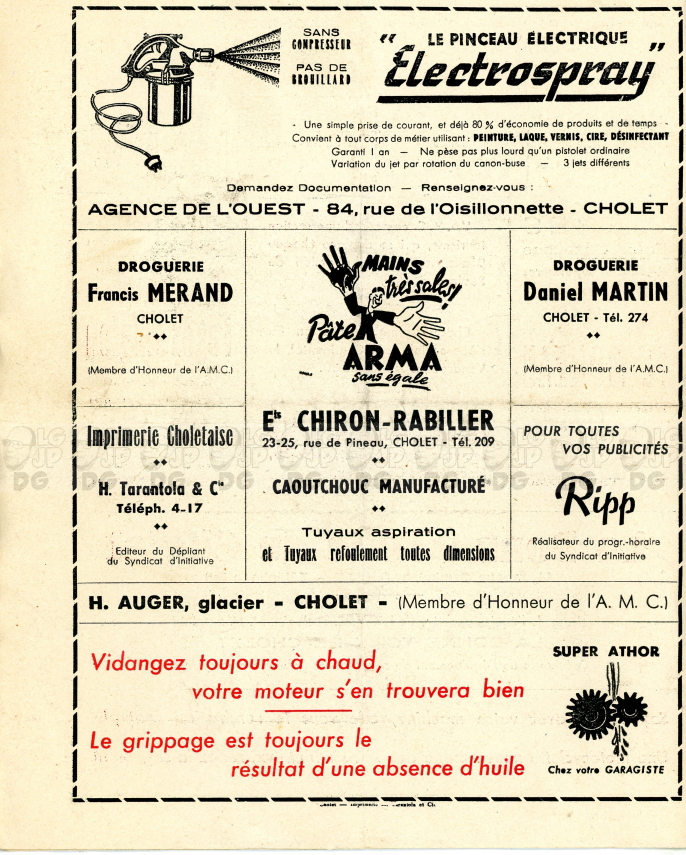 SANS
COMPRESSEUR
PAS DE
BROUILLARD
“ LE PINCEAU ÉLECTRIQUE
Electrospray ”
- Une simple prise de courant, et déjà 80 % d'économie de produits et de temps -
Convient à tout corps de métier utilisant : PEINTURE, LAQUE, VERNIS, CIRE, DÉSINFECTANT
Garanti 1 an — Ne pèse pas plus lourd qu'un pistolet ordinaire
Variation du jet par rotation du canon-buse — 3 jets différents
Demandez Documentation — Renseignez-vous :
AGENCE DE L'OUEST - 84, rue de l'Oisillonnette - CHOLET
DROGUERIE
Francis MERAND
CHOLET
(Membre d'Honneur de l'A.M.C.)
MAINS
très sales!
Pâte
ARMA
sans égale
DROGUERIE
Daniel MARTIN
CHOLET - Tél. 274
(Membre d'Honneur de l'A.M.C.)
Imprimerie Choletaise
H. Tarantola & Cie
Téléph. 4-17
Editeur du Dépliant
du Syndicat d'Initiative
Ets CHIRON-RABILLER
23-25, rue de Pineau, CHOLET - Tél. 209
CAOUTCHOUC MANUFACTURÉ
Tuyaux aspiration
et Tuyaux refoulement toutes dimensions
POUR TOUTES
VOS PUBLICITÉS
Ripp
Réalisateur du progr.-horaire
du Syndicat d'Initiative
H. AUGER, glacier - CHOLET - (Membre d'Honneur de l'A. M. C.)
Vidangez toujours à chaud,
votre moteur s'en trouvera bien
Le grippage est toujours le
résultat d'une absence d'huile
SUPER ATHOR
Chez votre GARAGISTE